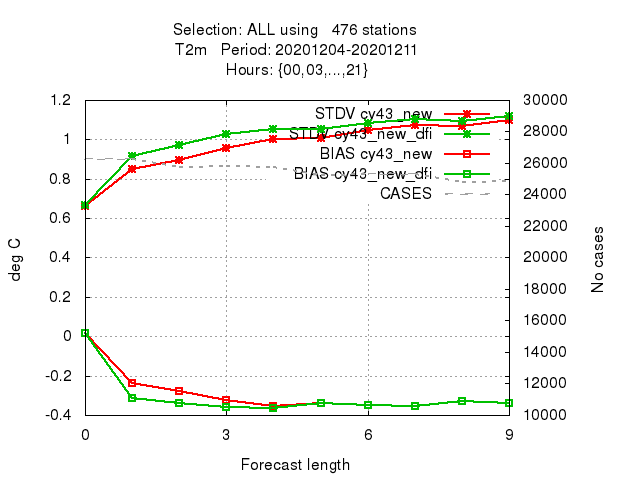 Selection: ALL using   476 stations
T2m   Period: 20201204-20201211
Hours: {00,03,...,21}
STDV cy43_new
STDV cy43_new_dfi
BIAS cy43_new
BIAS cy43_new_dfi
CASES
1.2
1
0.8
0.6
0.4
0.2
0
-0.2
-0.4
deg C
30000
28000
26000
24000
22000
20000
18000
16000
14000
12000
10000
No cases
0
3
6
9
Forecast length